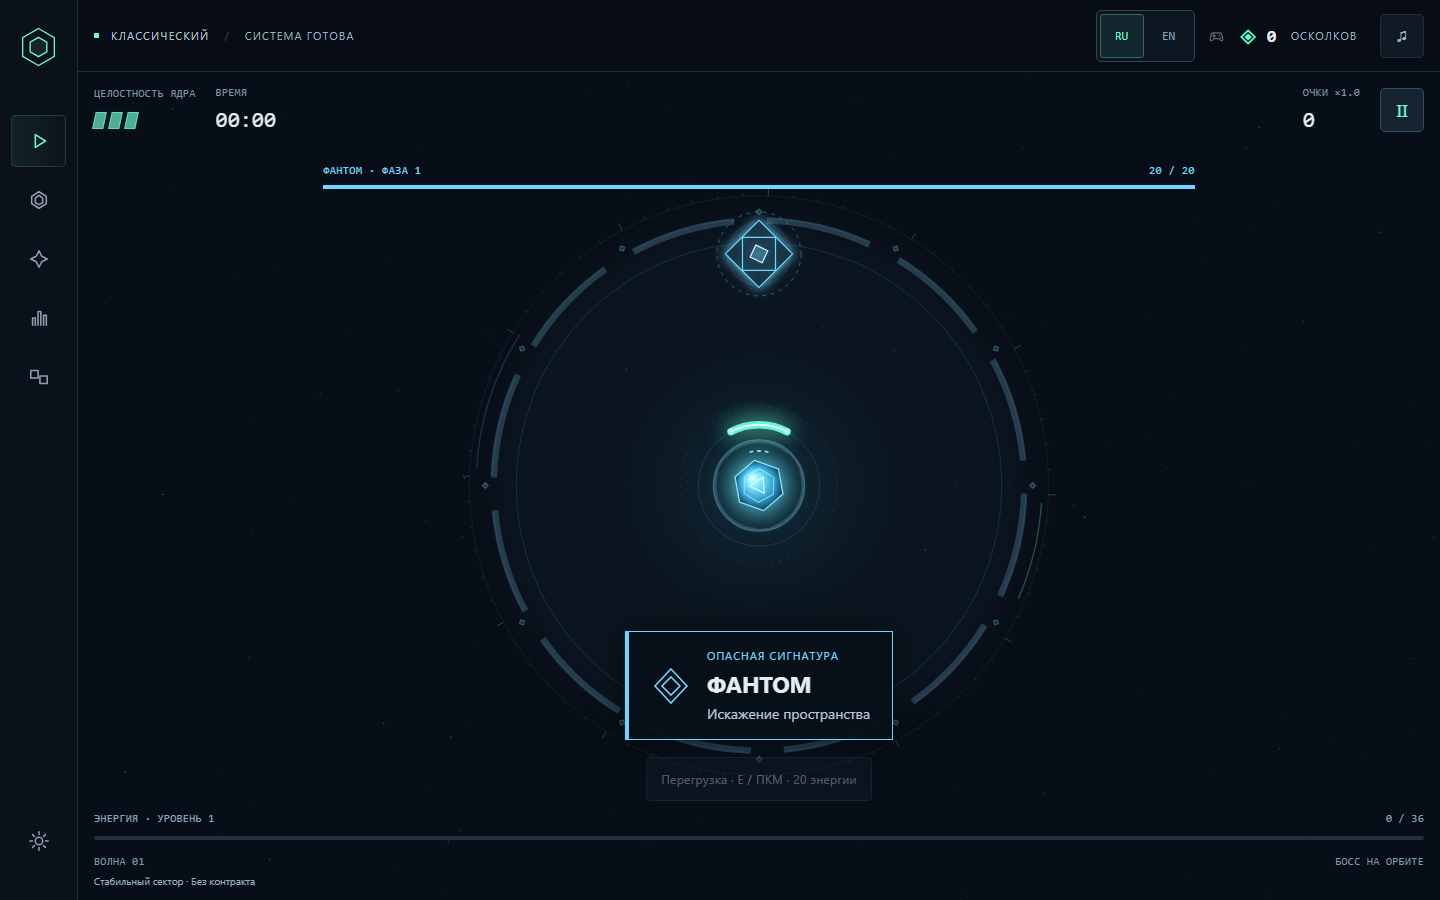 КЛАССИЧЕСКИЙ / СИСТЕМА ГОТОВА
RU EN
0 ОСКОЛКОВ
ЦЕЛОСТНОСТЬ ЯДРА
ВРЕМЯ
00:00
ОЧКИ ×1.0
0
ФАНТОМ · ФАЗА 1
20 / 20
ОПАСНАЯ СИГНАТУРА
ФАНТОМ
Искажение пространства
Перегрузка · E / ПКМ · 20 энергии
ЭНЕРГИЯ · УРОВЕНЬ 1
0 / 36
ВОЛНА 01
БОСС НА ОРБИТЕ
Стабильный сектор · Без контракта